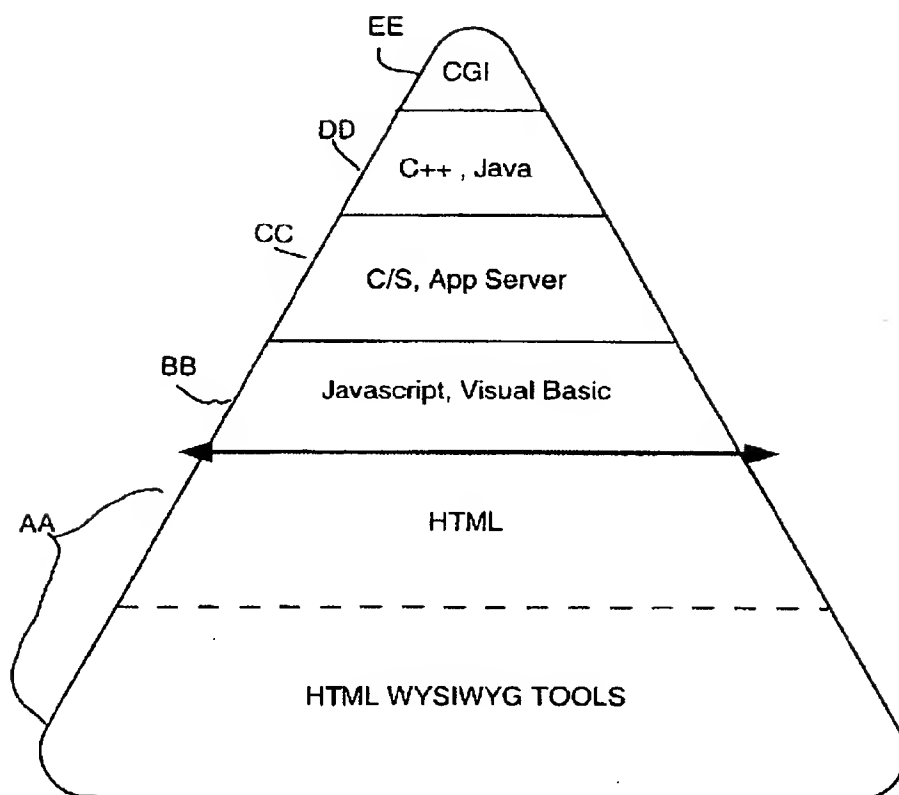 EE
CGI
DD
C++ , Java
CC
C/S, App Server
BB
Javascript, Visual Basic
AA
HTML
HTML WYSIWYG TOOLS